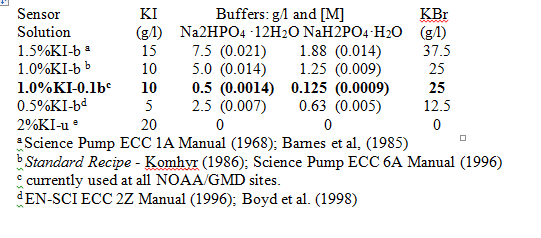 Sensor KI Buffers: g/l and [M] KBr
Solution (g/l) Na2HPO4 ·12H2O NaH2PO4·H2O (g/l)
1.5%KI-b a 15 7.5 (0.021) 1.88 (0.014) 37.5
1.0%KI-b b 10 5.0 (0.014) 1.25 (0.009) 25
1.0%KI-0.1bc 10 0.5 (0.0014) 0.125 (0.0009) 25
0.5%KI-bd 5 2.5 (0.007) 0.63 (0.005) 12.5
2%KI-u e 20 0 0 0
a Science Pump ECC 1A Manual (1968); Barnes et al, (1985)
b Standard Recipe - Komhyr (1986); Science Pump ECC 6A Manual (1996)
c currently used at all NOAA/GMD sites.
d EN-SCI ECC 2Z Manual (1996); Boyd et al. (1998)